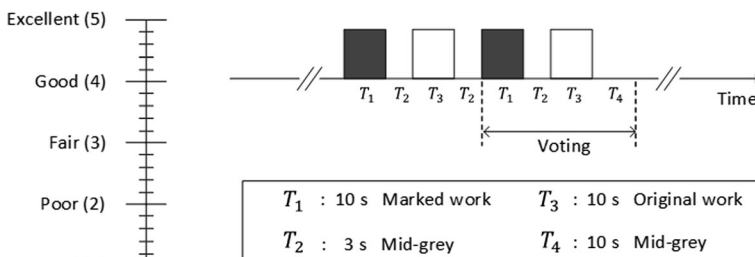 Excellent (5)
Good (4)
Fair (3)
Poor (2)
T1 T2 T3 T2 T1 T2 T3 T4
Time
Voting
T1 : 10 s Marked work
T3 : 10 s Original work
T2 : 3 s Mid-grey
T4 : 10 s Mid-grey